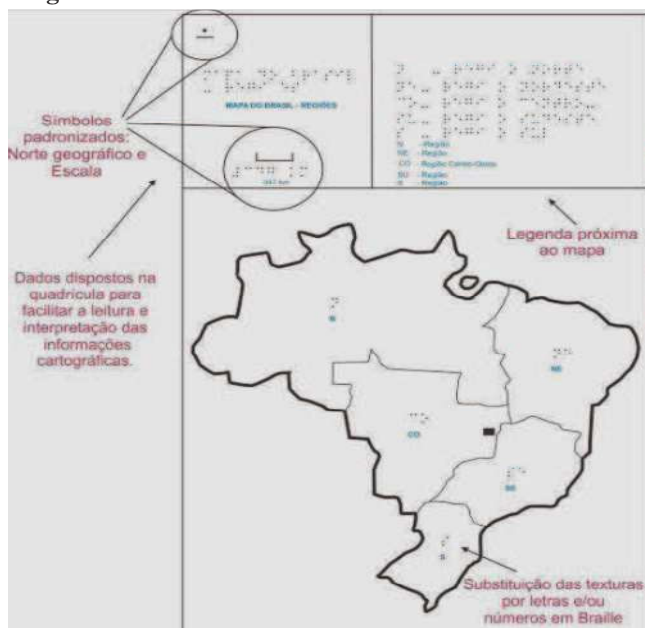 MAPA DO BRASIL - REGIÕES
Símbolos
padronizados:
Norte geográfico e
Escala
km
N - Região
NE - Região
CO - Região Centro-Oeste
SU - Região
S - Região
Legenda próxima
ao mapa
Dados dispostos na
quadrícula para
facilitar a leitura e
interpretação das
informações
cartográficas.
N
NE
CO
S
Substituição das texturas
por letras e/ou
números em Braille